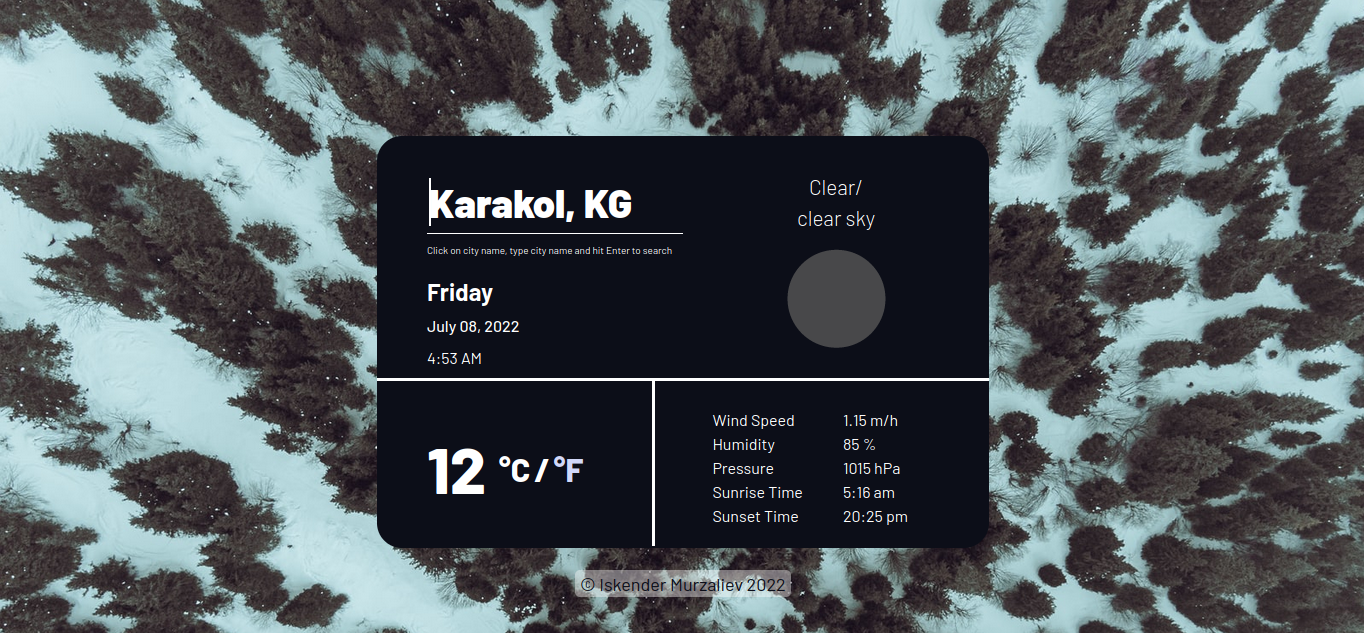 Karakol, KG
Click on city name, type city name and hit Enter to search
Friday
July 08, 2022
4:53 AM
Clear/
clear sky
12 °C / °F
Wind Speed 1.15 m/h
Humidity 85 %
Pressure 1015 hPa
Sunrise Time 5:16 am
Sunset Time 20:25 pm
© Iskender Murzaliev 2022